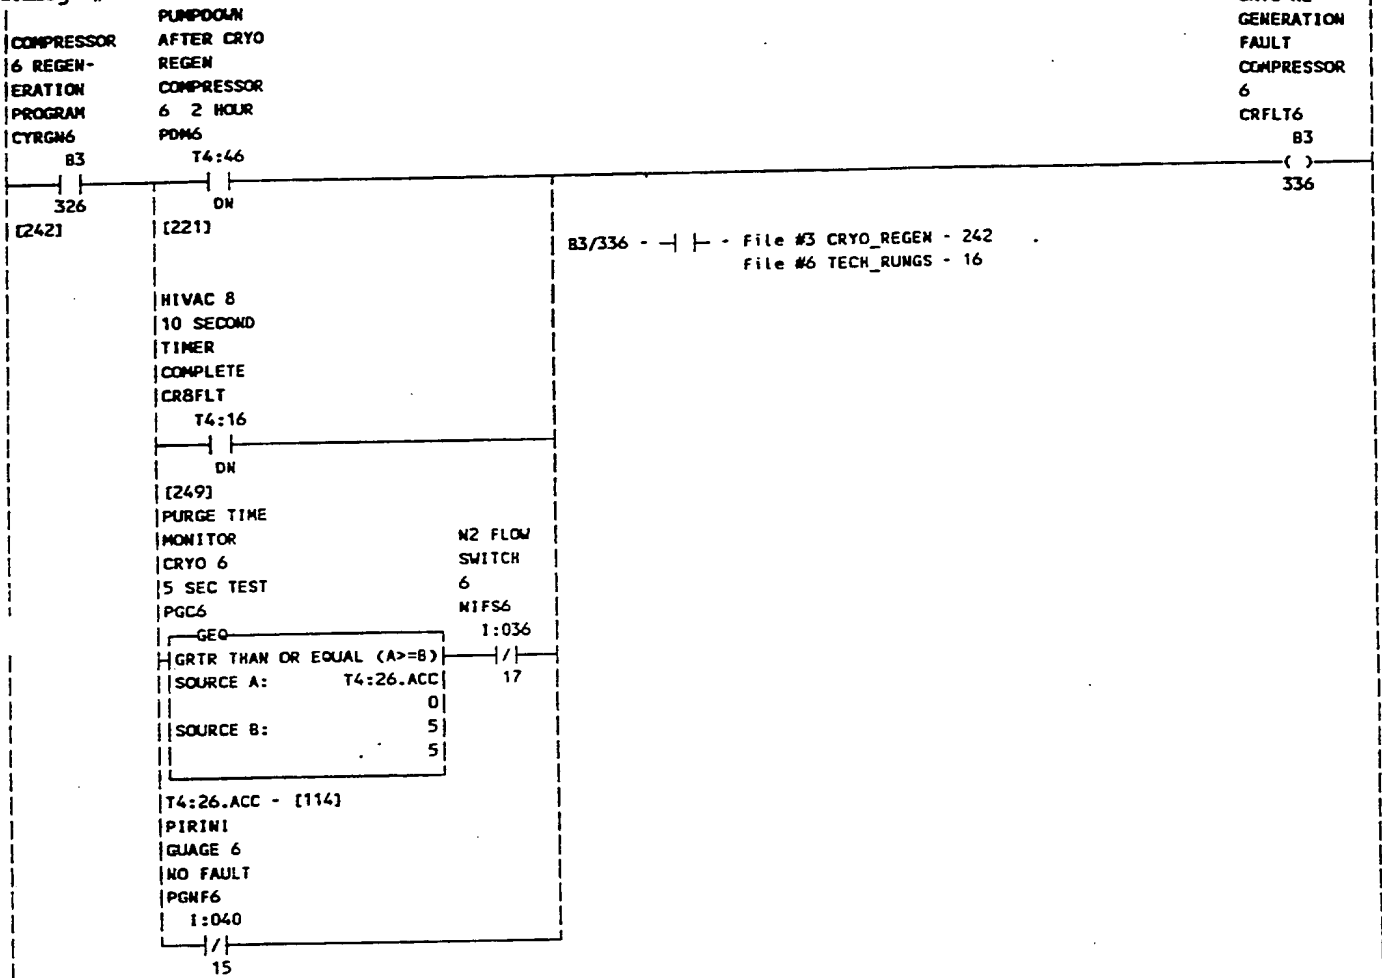 PUMPDOWN
COMPRESSOR AFTER CRYO
6 REGEN- REGEN
ERATION COMPRESSOR
PROGRAM 6 2 HOUR
CYRGN6 PDM6
B3 T4:46
326 DN
[242] [221]
GENERATION
FAULT
COMPRESSOR
6
CRFLT6
B3
( )
336
B3/336 - ┤ ├ - File #3 CRYO_REGEN - 242
File #6 TECH_RUNGS - 16
HIVAC 8
10 SECOND
TIMER
COMPLETE
CR8FLT
T4:16
DN
[249]
PURGE TIME
MONITOR
CRYO 6
5 SEC TEST
PGC6
N2 FLOW
SWITCH
6
NIFS6
I:036
17
GEQ
GRTR THAN OR EQUAL (A>=B)
SOURCE A: T4:26.ACC
0
SOURCE B: 5
5
T4:26.ACC - [114]
PIRINI
GUAGE 6
NO FAULT
PGNF6
I:040
15